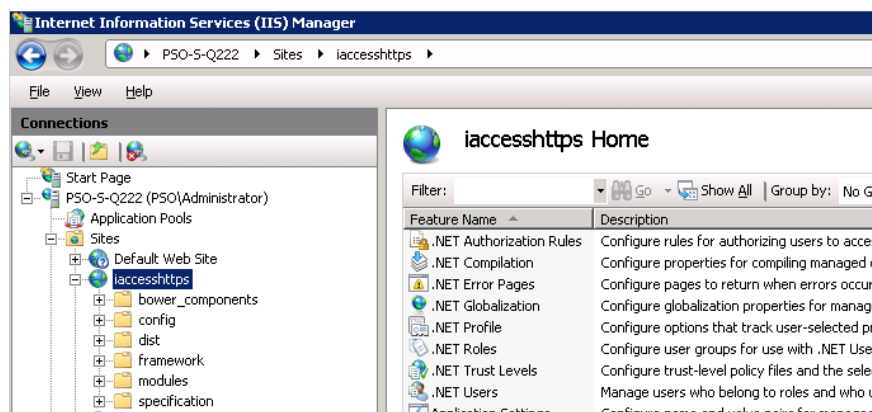 Internet Information Services (IIS) Manager
PSO-S-Q222 Sites iaccesshttps
File View Help
Connections
Start Page
PSO-S-Q222 (PSO\Administrator)
Application Pools
Sites
Default Web Site
iaccesshttps
bower_components
config
dist
framework
modules
specification
iaccesshttps Home
Filter: Go Show All Group by: No G
Feature Name Description
.NET Authorization Rules Configure rules for authorizing users to acce
.NET Compilation Configure properties for compiling managed
.NET Error Pages Configure pages to return when errors occur
.NET Globalization Configure globalization properties for manag
.NET Profile Configure options that track user-selected p
.NET Roles Configure user groups for use with .NET Use
.NET Trust Levels Configure trust-level policy files and the sele
.NET Users Manage users who belong to roles and who